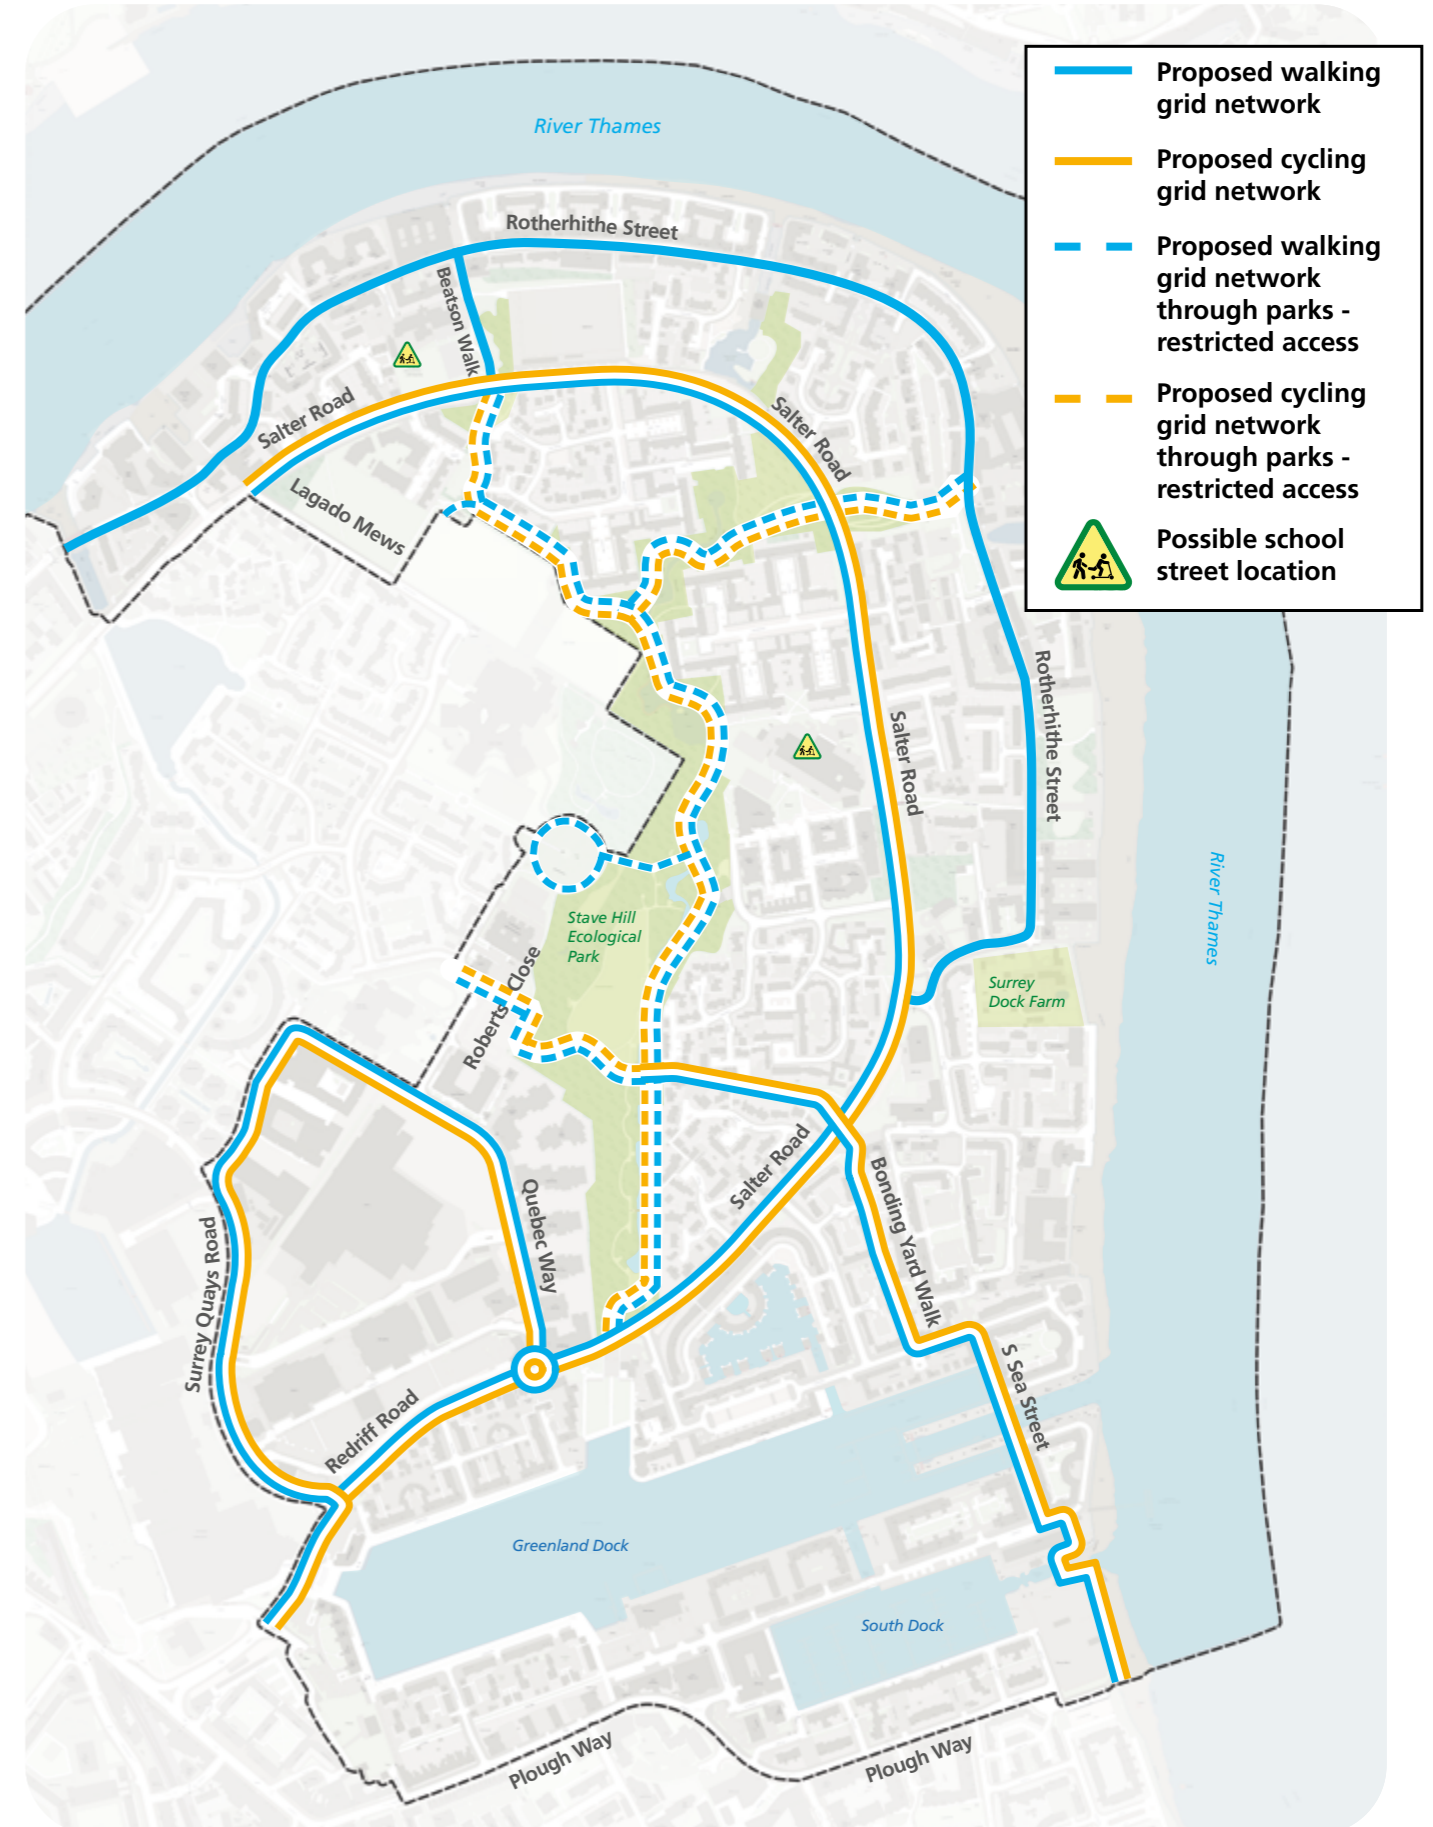 Proposed walking
grid network
Proposed cycling
grid network
Proposed walking
grid network
through parks -
restricted access
Proposed cycling
grid network
through parks -
restricted access
Possible school
street location
River Thames
Rotherhithe Street
Beatson Walk
Salter Road
Salter Road
Lagado Mews
Rotherhithe Street
Salter Road
River Thames
Stave Hill
Ecological
Park
Surrey
Dock Farm
Roberts Close
Salter Road
Bonding Yard Walk
Quebec Way
Surrey Quays Road
S Sea Street
Redriff Road
Greenland Dock
South Dock
Plough Way
Plough Way